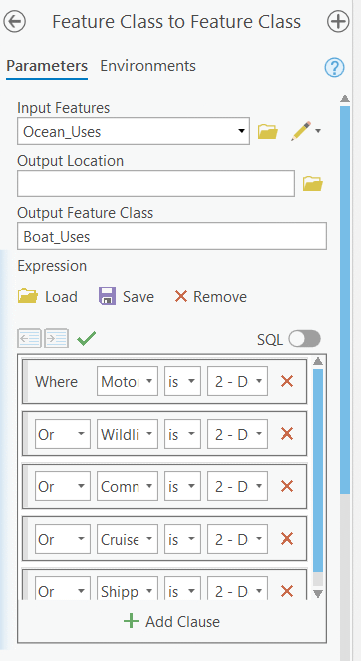 Feature Class to Feature Class
Parameters Environments
Input Features
Ocean_Uses
Output Location
Output Feature Class
Boat_Uses
Expression
Load Save Remove
SQL
Where Moto is 2 - D
Or Wildli is 2 - D
Or Comn is 2 - D
Or Cruise is 2 - D
Or Shipp is 2 - D
Add Clause